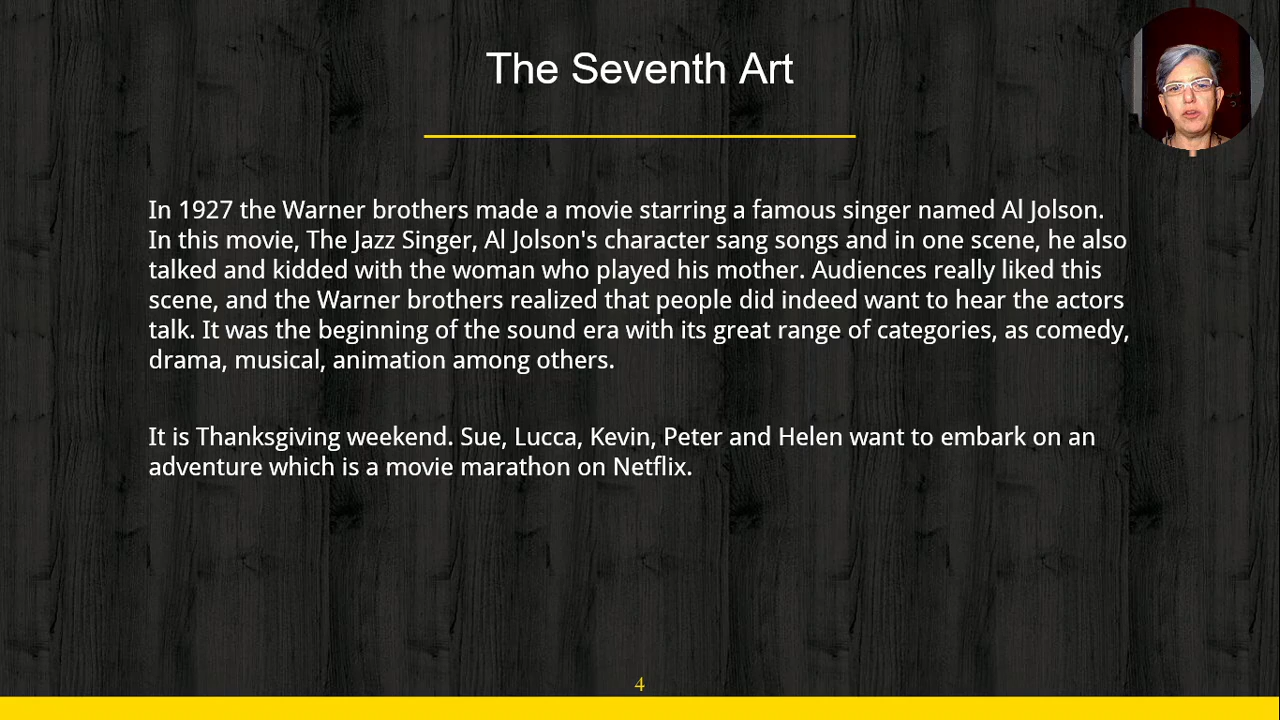 The Seventh Art
In 1927 the Warner brothers made a movie starring a famous singer named Al Jolson.
In this movie, The Jazz Singer, Al Jolson's character sang songs and in one scene, he also
talked and kidded with the woman who played his mother. Audiences really liked this
scene, and the Warner brothers realized that people did indeed want to hear the actors
talk. It was the beginning of the sound era with its great range of categories, as comedy,
drama, musical, animation among others.
It is Thanksgiving weekend. Sue, Lucca, Kevin, Peter and Helen want to embark on an
adventure which is a movie marathon on Netflix.
4